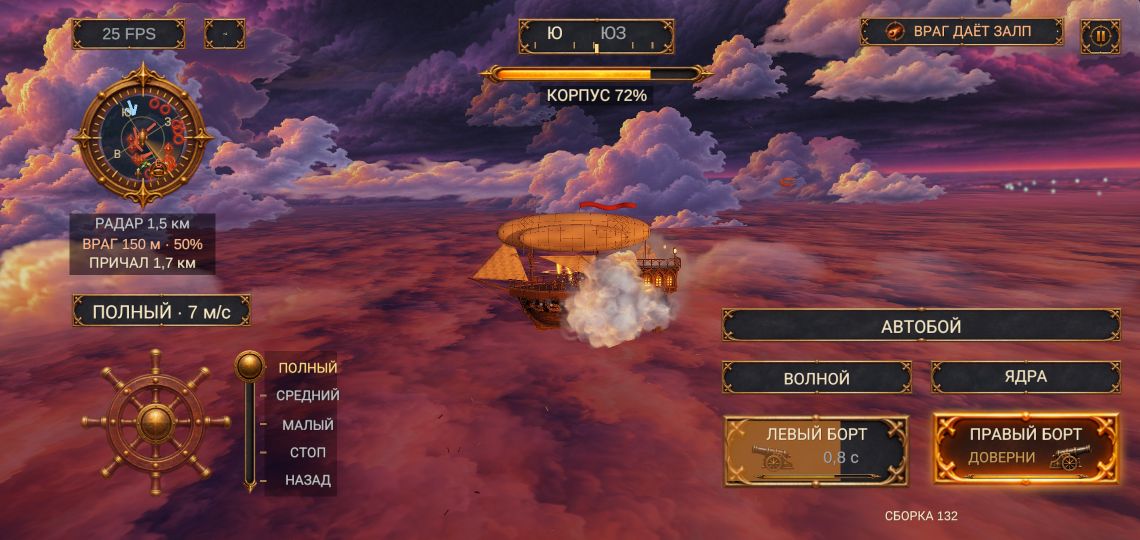 25 FPS
Ю ЮЗ
ВРАГ ДАЁТ ЗАЛП
КОРПУС 72%
Ю
З
В
РАДАР 1,5 км
ВРАГ 150 м · 50%
ПРИЧАЛ 1,7 км
ПОЛНЫЙ · 7 м/с
ПОЛНЫЙ
СРЕДНИЙ
МАЛЫЙ
СТОП
НАЗАД
АВТОБОЙ
ВОЛНОЙ
ЯДРА
ЛЕВЫЙ БОРТ
0,8 с
ПРАВЫЙ БОРТ
ДОВЕРНИ
СБОРКА 132